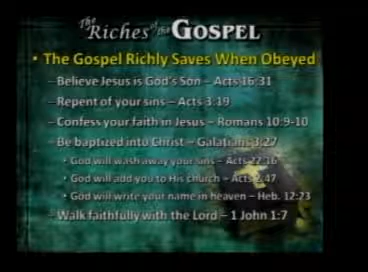 The Riches of the GOSPEL
• The Gospel Richly Saves When Obeyed
– Believe Jesus is God's Son – Acts 16:31
– Repent of your sins – Acts 3:19
– Confess your faith in Jesus – Romans 10:9-10
– Be baptized into Christ – Galatians 3:27
• God will wash away your sins – Acts 22:16
• God will add you to His church – Acts 2:47
• God will write your name in heaven – Heb. 12:23
– Walk faithfully with the Lord – 1 John 1:7